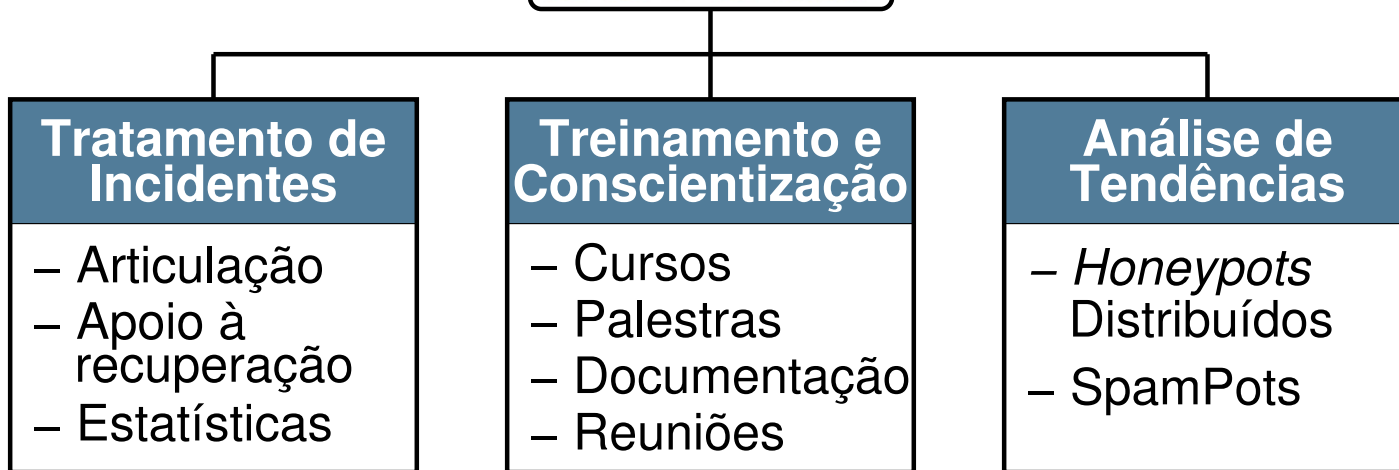 Tratamento de
Incidentes
– Articulação
– Apoio à
recuperação
– Estatísticas
Treinamento e
Conscientização
– Cursos
– Palestras
– Documentação
– Reuniões
Análise de
Tendências
– Honeypots
Distribuídos
– SpamPots